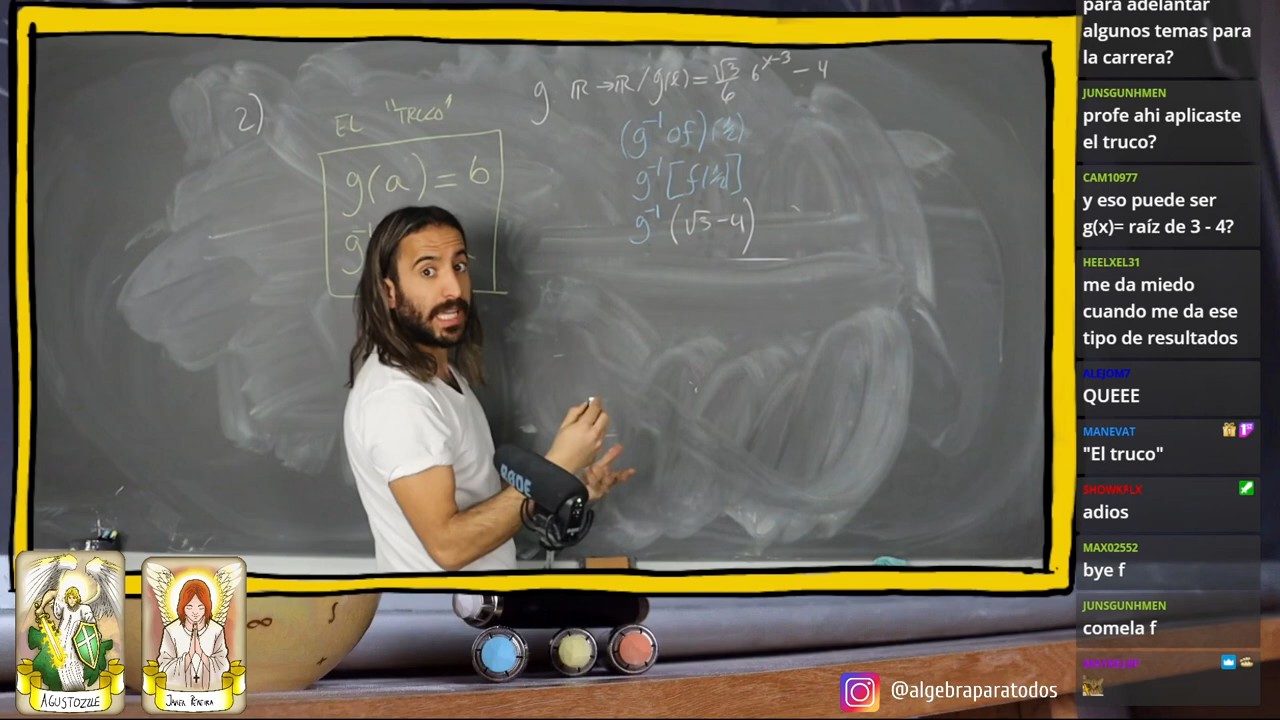 2)
EL "TRUCO"
g(a) = b
g⁻¹
g ℝ → ℝ / g(x) = √3/6 6^(x-3) - 4
(g⁻¹ o f)(½)
g⁻¹ [f(½)]
g⁻¹ (√3 - 4)
RODE
∞
AGUSTOZZLE
@algebraparatodos
para adelantar
algunos temas para
la carrera?
JUNSGUNHMEN
profe ahi aplicaste
el truco?
CAM10977
y eso puede ser
g(x)= raíz de 3 - 4?
HEELXEL31
me da miedo
cuando me da ese
tipo de resultados
ALEJOM7
QUEEE
MANEVAT
"El truco"
SHOWKFLX
adios
MAX02552
bye f
JUNSGUNHMEN
comela f